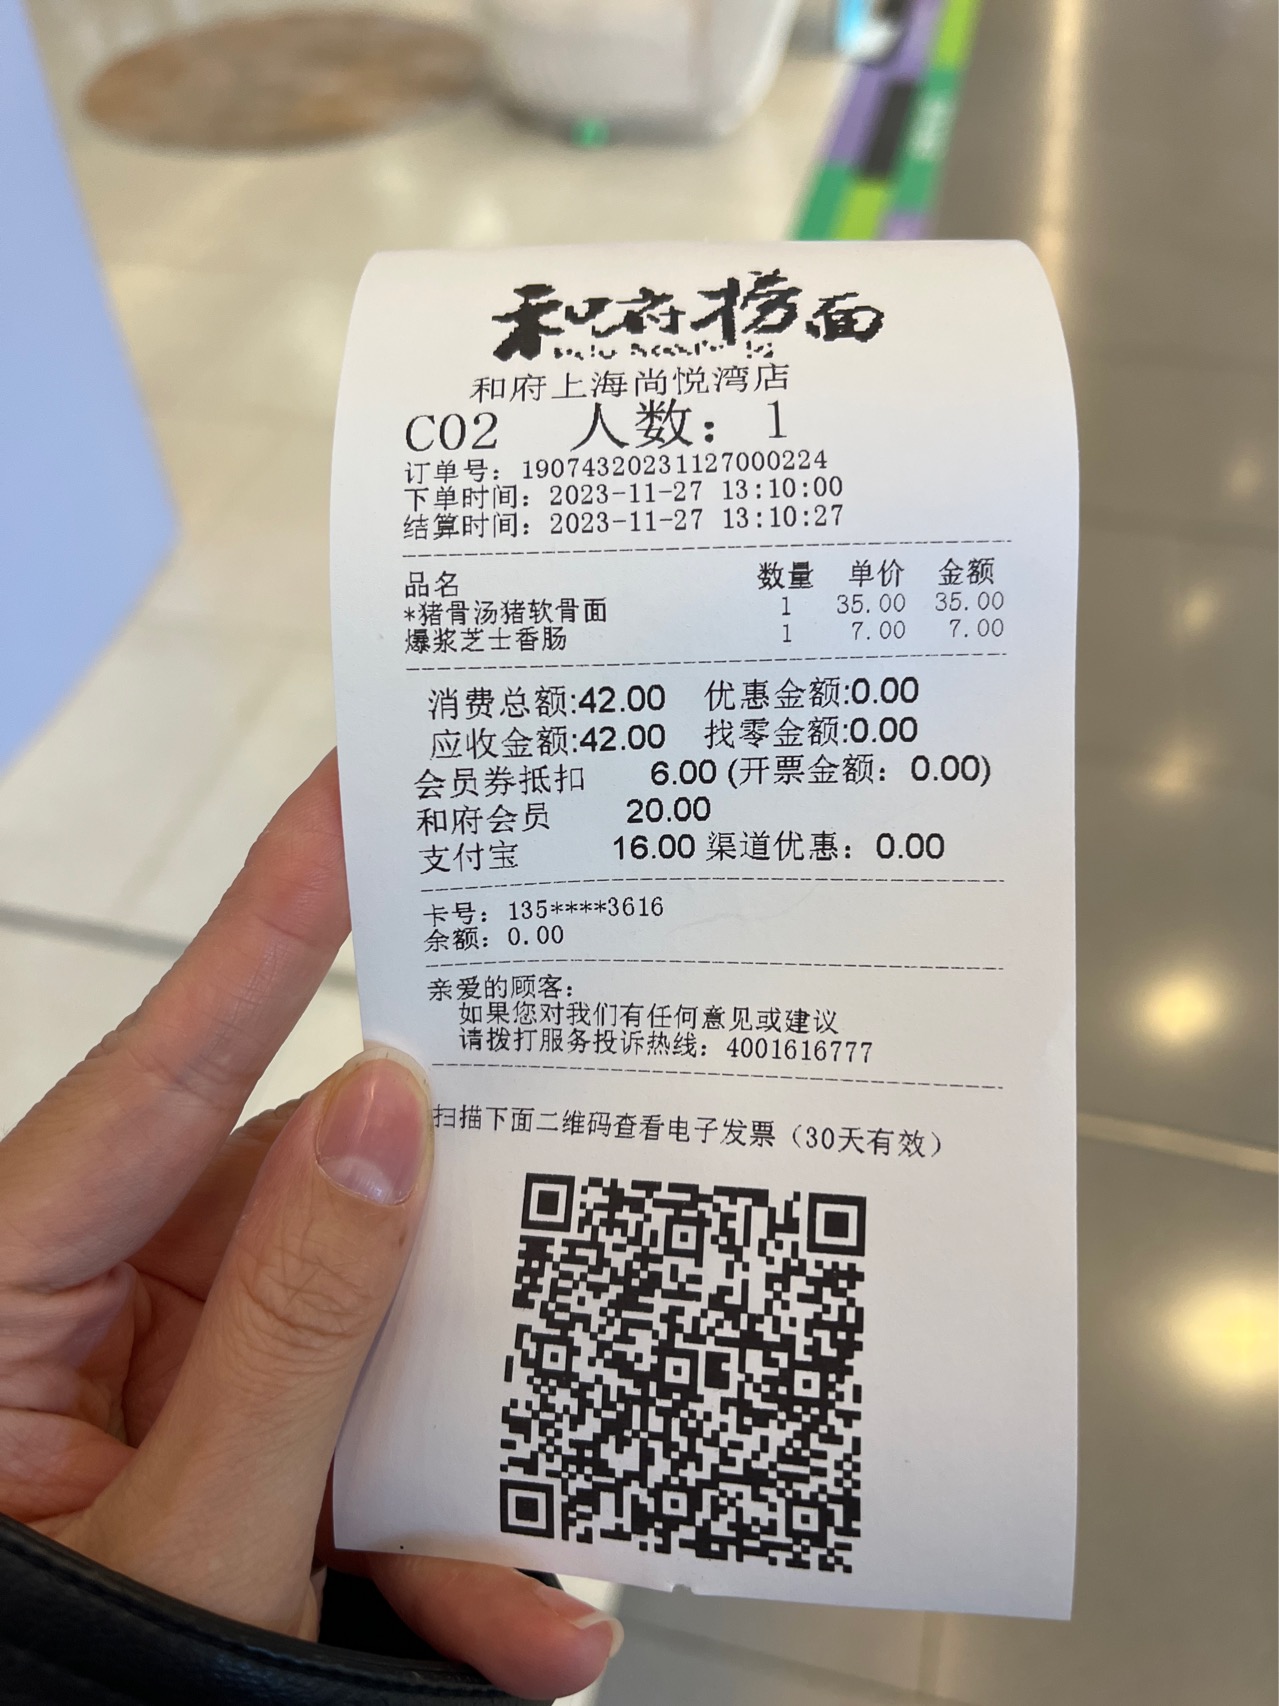 和府捞面
和府上海尚悦湾店
C02 人数：1
订单号：19074320231127000224
下单时间：2023-11-27 13:10:00
结算时间：2023-11-27 13:10:27
品名 数量 单价 金额
*猪骨汤猪软骨面 1 35.00 35.00
爆浆芝士香肠 1 7.00 7.00
消费总额:42.00 优惠金额:0.00
应收金额:42.00 找零金额:0.00
会员券抵扣 6.00 (开票金额：0.00)
和府会员 20.00
支付宝 16.00 渠道优惠：0.00
卡号：135****3616
余额：0.00
亲爱的顾客：
如果您对我们有任何意见或建议
请拨打服务投诉热线：4001616777
扫描下面二维码查看电子发票（30天有效）